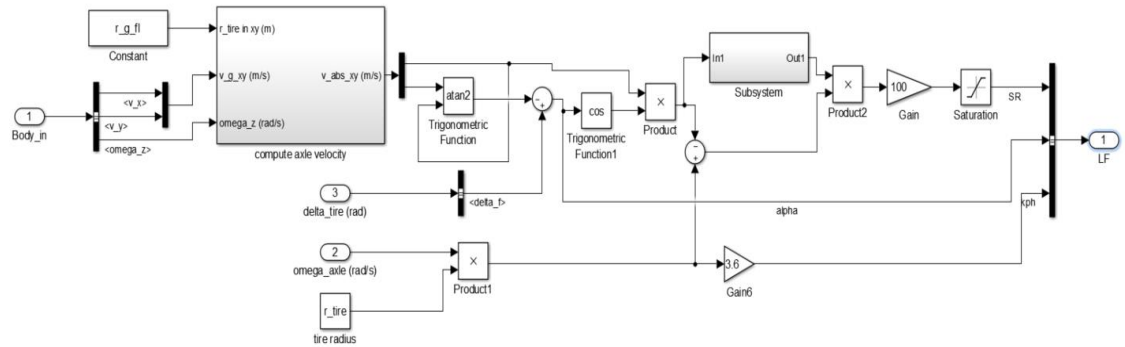 r_g_fl
Constant
1
Body_in
<v_x>
<v_y>
<omega_z>
r_tire in xy (m)
v_g_xy (m/s)
omega_z (rad/s)
v_abs_xy (m/s)
compute axle velocity
atan2
Trigonometric
Function
- +
cos
Trigonometric
Function1
×
Product
In1
Out1
Subsystem
×
Product2
100
Gain
Saturation
SR
- +
3
delta_tire (rad)
<delta_f>
alpha
kph
1
LF
2
omega_axle (rad/s)
×
Product1
3.6
Gain6
r_tire
tire radius